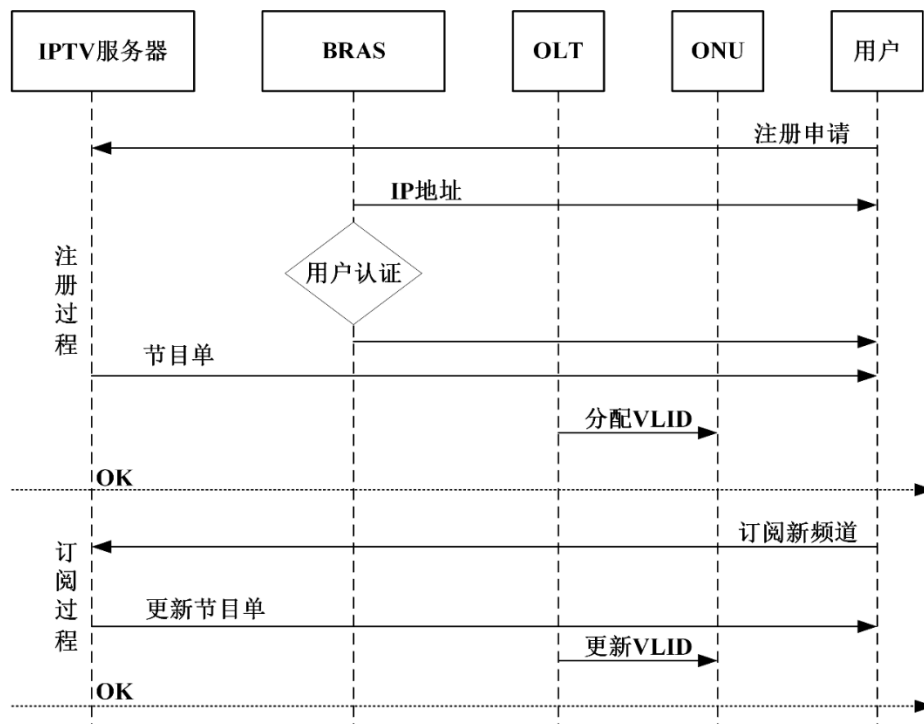 IPTV服务器
BRAS
OLT
ONU
用户
注册申请
IP地址
注册过程
用户认证
节目单
分配VLID
OK
订阅过程
订阅新频道
更新节目单
更新VLID
OK